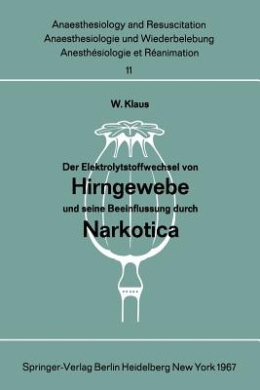 Anaesthesiology and Resuscitation
Anaesthesiologie und Wiederbelebung
Anesthésiologie et Réanimation
11
W. Klaus
Der Elektrolytstoffwechsel von
Hirngewebe
und seine Beeinflussung durch
Narkotica
Springer-Verlag Berlin Heidelberg New York 1967